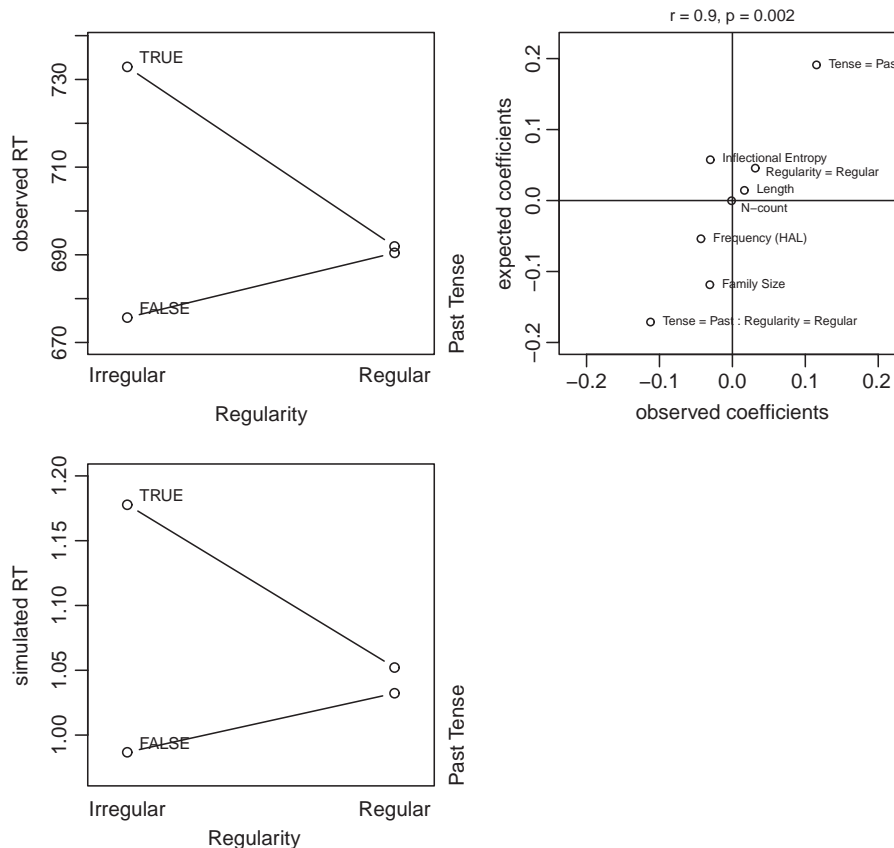 observed RT
730
710
690
670
TRUE
FALSE
Irregular
Regular
Regularity
Past Tense
r = 0.9, p = 0.002
expected coefficients
0.2
0.1
0.0
−0.1
−0.2
Tense = Pas
Inflectional Entropy
Regularity = Regular
Length
N−count
Frequency (HAL)
Family Size
Tense = Past : Regularity = Regular
−0.2
−0.1
0.0
0.1
0.2
observed coefficients
simulated RT
1.20
1.15
1.10
1.05
1.00
TRUE
FALSE
Irregular
Regular
Regularity
Past Tense